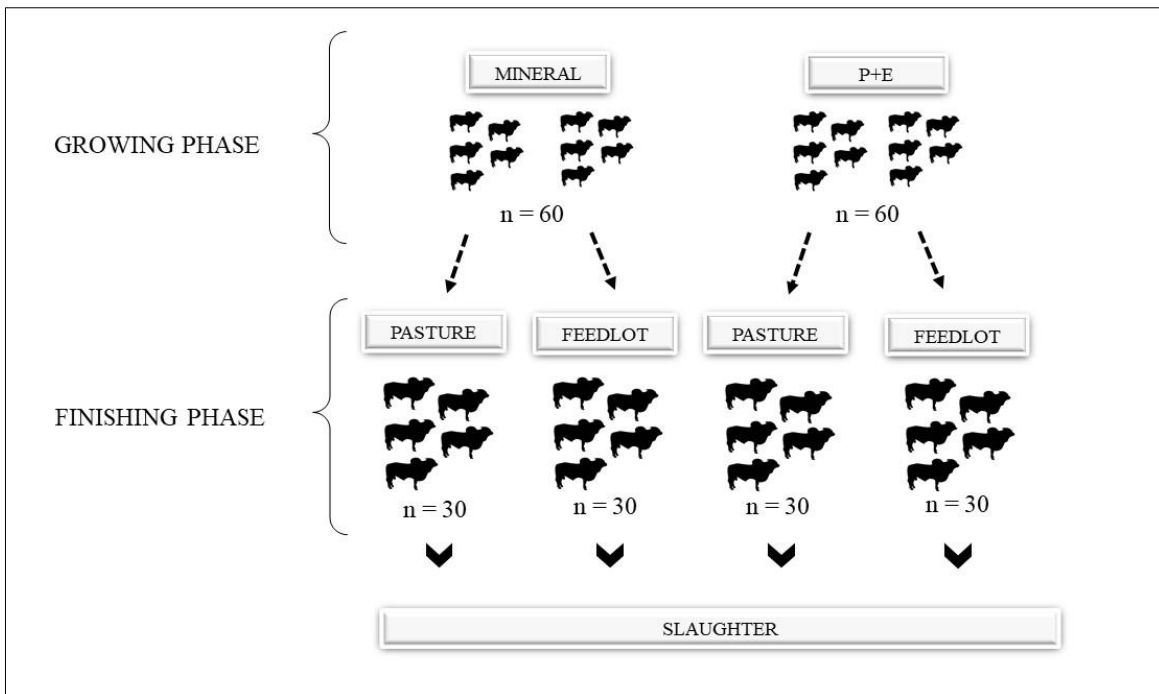 MINERAL
P+E
GROWING PHASE
n = 60
n = 60
PASTURE
FEEDLOT
PASTURE
FEEDLOT
FINISHING PHASE
n = 30
n = 30
n = 30
n = 30
SLAUGHTER